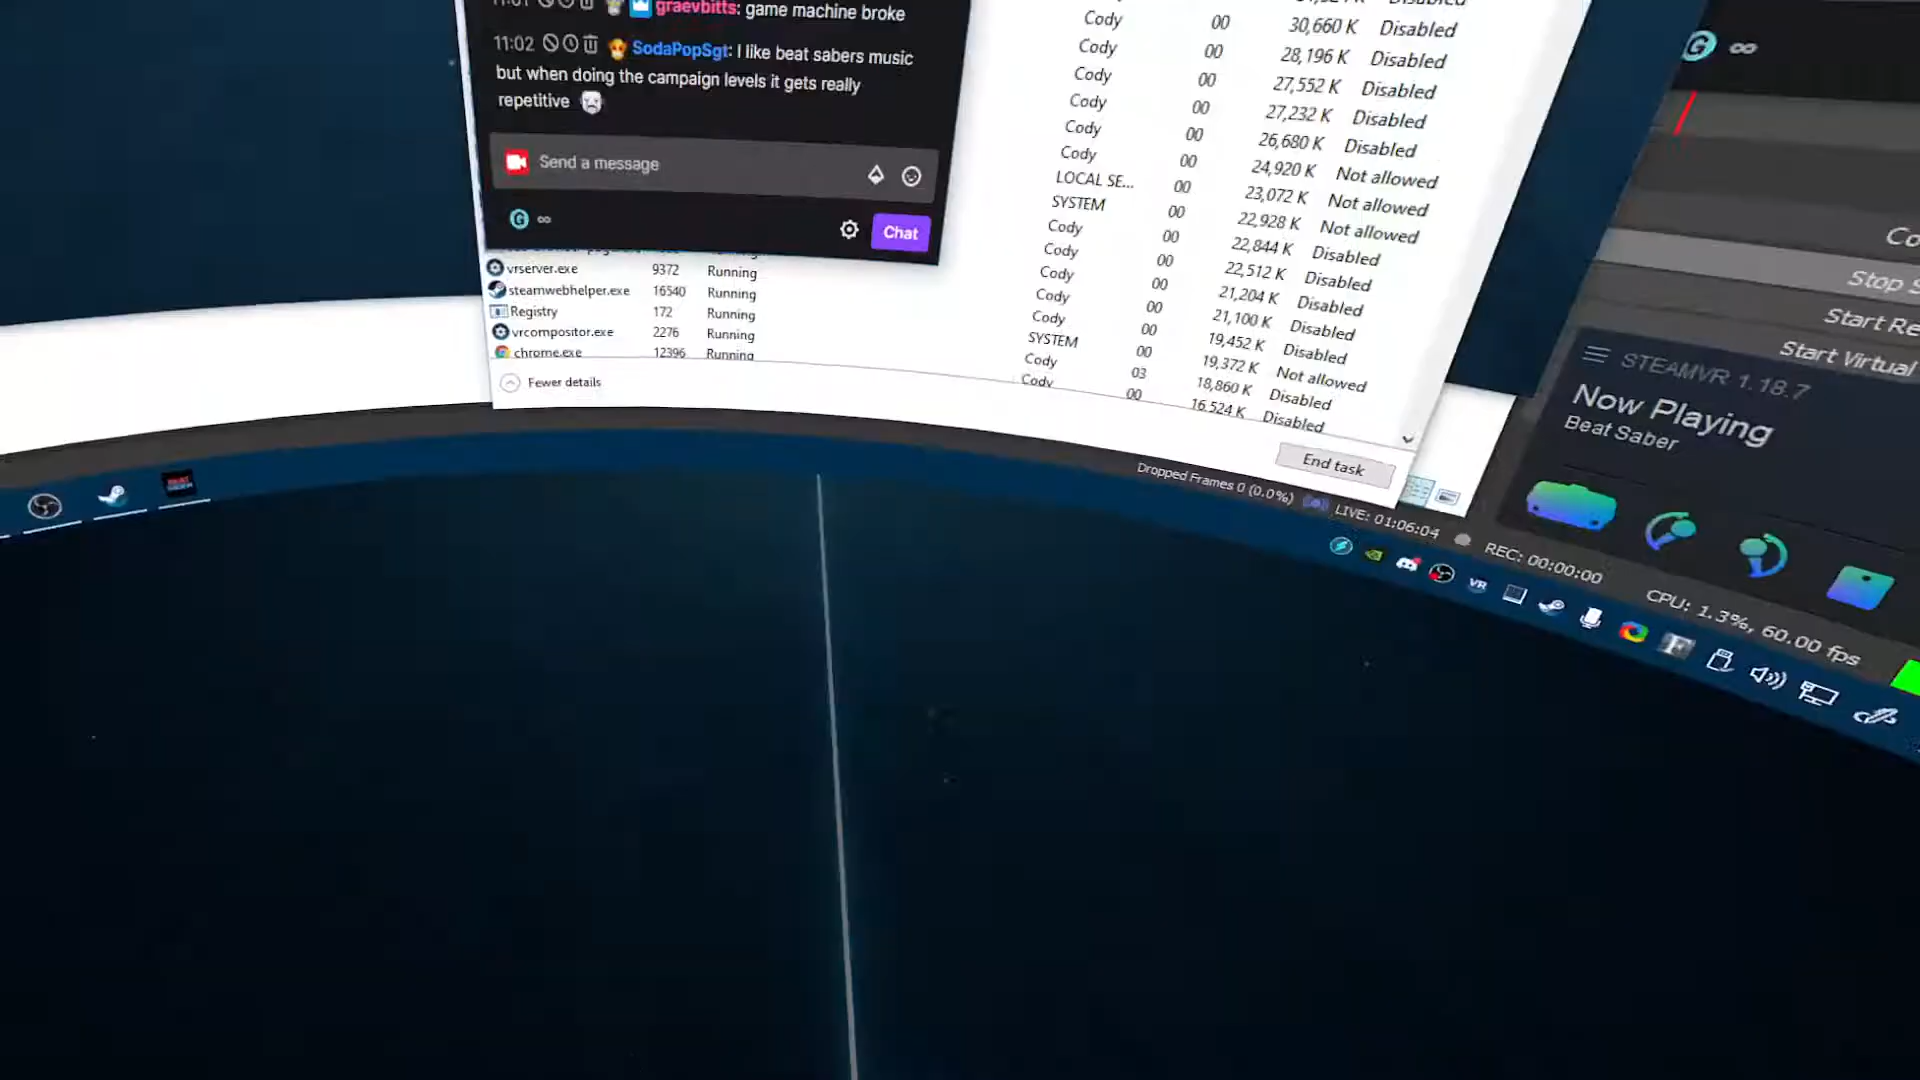 graevbitts: game machine broke
11:02 SodaPopSgt: I like beat sabers music
but when doing the campaign levels it gets really
repetitive
Send a message
∞
Chat
vrserver.exe 9372 Running
steamwebhelper.exe 16540 Running
Registry 172 Running
vrcompositor.exe 2276 Running
chrome.exe 12396 Running
Fewer details
Cody 00 30,660 K Disabled
Cody 00 28,196 K Disabled
Cody 00 27,552 K Disabled
Cody 00 27,232 K Disabled
Cody 00 26,680 K Disabled
Cody 00 24,920 K Not allowed
LOCAL SE... 00 23,072 K Not allowed
SYSTEM 00 22,928 K Not allowed
Cody 00 22,844 K Disabled
Cody 00 22,512 K Disabled
Cody 00 21,204 K Disabled
Cody 00 21,100 K Disabled
Cody 00 19,452 K Disabled
SYSTEM 00 19,372 K Not allowed
Cody 03 18,860 K Disabled
Cody 00 16,524 K Disabled
End task
Dropped Frames 0 (0.0%) LIVE: 01:06:04 REC: 00:00:00 CPU: 1.3%, 60.00 fps
∞
Co
Stop S
Start Re
Start Virtual
STEAMVR 1.18.7
Now Playing
Beat Saber
VR